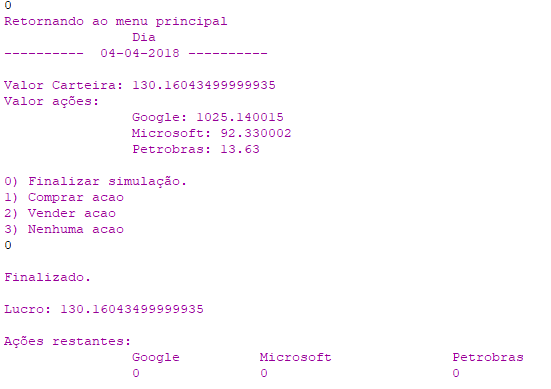 0
Retornando ao menu principal
Dia
---------- 04-04-2018 ----------
Valor Carteira: 130.16043499999935
Valor ações:
Google: 1025.140015
Microsoft: 92.330002
Petrobras: 13.63
0) Finalizar simulação.
1) Comprar acao
2) Vender acao
3) Nenhuma acao
0
Finalizado.
Lucro: 130.16043499999935
Ações restantes:
Google Microsoft Petrobras
0 0 0